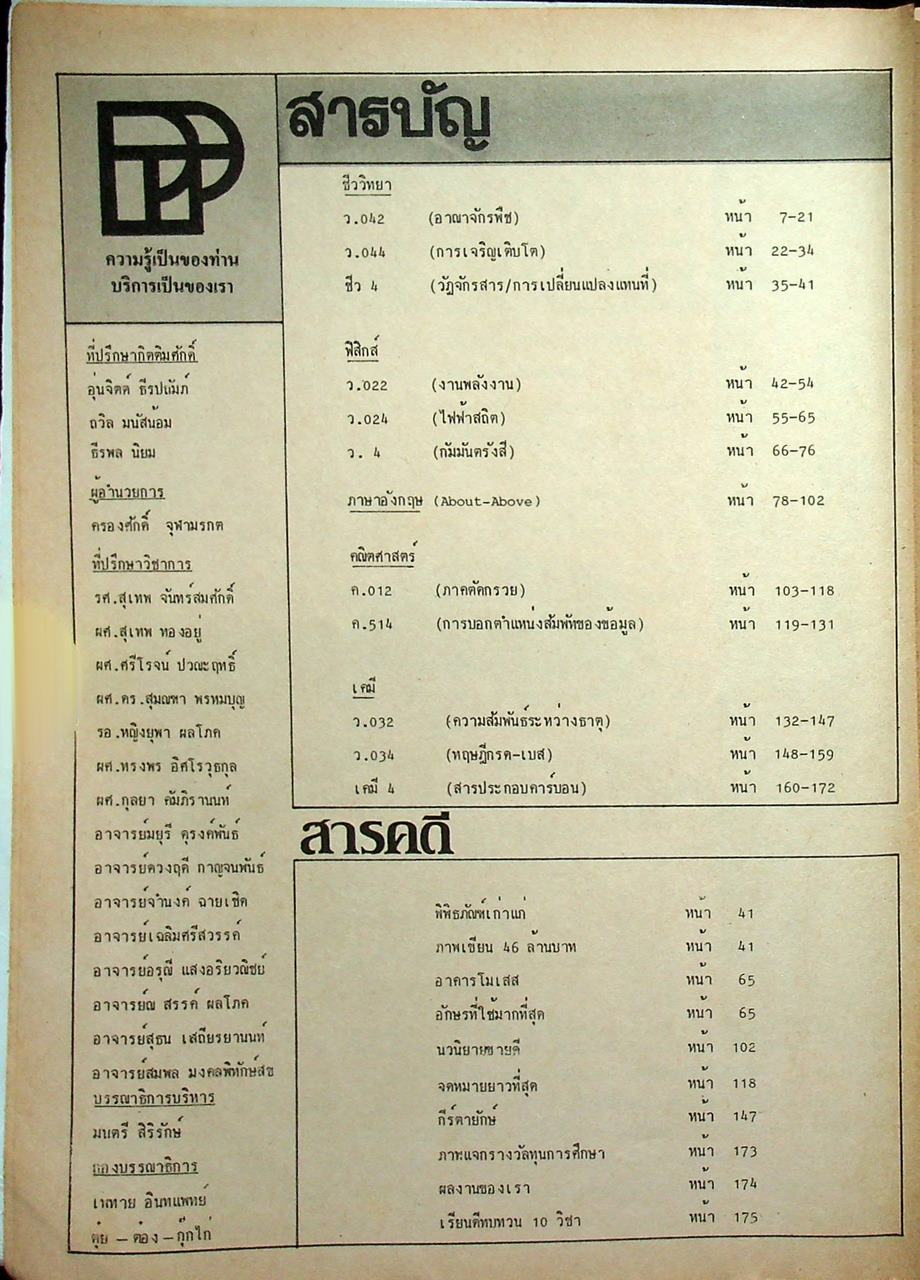 ความรู้เป็นของท่าน
บริการเป็นของเรา
ที่ปรึกษากิตติมศักดิ์
อุ่นจิตต์ ธีรปถัมภ์
ถวิล มนัสน้อม
ธีรพล นิยม
ผู้อำนวยการ
ครองศักดิ์ จุฬามรกต
ที่ปรึกษาวิชาการ
รศ.สุเทพ จันทร์สมศักดิ์
ผศ.สุเทพ ทองอยู่
ผศ.ศรีโรจน์ ปวณะฤทธิ์
ผศ.ดร.สุมณฑา พรหมบุญ
รอ.หญิงยุพา ผลโภค
ผศ.ทรงพร อิศโรวุธกุล
ผศ.กุลยา คัมภิรานนท์
อาจารย์มยุรี ดุรงค์พันธ์
อาจารย์ดวงฤดี กาญจนพันธ์
อาจารย์จำนงค์ ฉายเชิด
อาจารย์เฉลิมศรีสวรรค์
อาจารย์อรุณี แสงอริยวณิชย์
อาจารย์ณ สรรค์ ผลโภค
อาจารย์สุธน เสถียรยานนท์
อาจารย์สมพล มงคลพิทักษ์สุข
บรรณาธิการบริหาร
มนตรี สิริรักษ์
กองบรรณาธิการ
เหทาย อินทแพทย์
ตุ๋ย - ต๋อง - กุ๊กไก่
สารบัญ
ชีววิทยา
ว.042 (อาณาจักรพืช) หน้า 7-21
ว.044 (การเจริญเติบโต) หน้า 22-34
ชีว 4 (วัฏจักรสาร/การเปลี่ยนแปลงแทนที่) หน้า 35-41
ฟิสิกส์
ว.022 (งานพลังงาน) หน้า 42-54
ว.024 (ไฟฟ้าสถิต) หน้า 55-65
ว. 4 (กัมมันตรังสี) หน้า 66-76
ภาษาอังกฤษ (About-Above) หน้า 78-102
คณิตศาสตร์
ค.012 (ภาคตัดกรวย) หน้า 103-118
ค.514 (การบอกตำแหน่งสัมพัทของข้อมูล) หน้า 119-131
เคมี
ว.032 (ความสัมพันธ์ระหว่างธาตุ) หน้า 132-147
ว.034 (ทฤษฎีกรด-เบส) หน้า 148-159
เคมี 4 (สารประกอบคาร์บอน) หน้า 160-172
สารคดี
พิพิธภัณฑ์เก่าแก่ หน้า 41
ภาพเขียน 46 ล้านบาท หน้า 41
อาคารโมเสส หน้า 65
อักษรที่ใช้มากที่สุด หน้า 65
นวนิยายขายดี หน้า 102
จดหมายยาวที่สุด หน้า 118
กีร์ตายักษ์ หน้า 147
ภาพแจกรางวัลทุนการศึกษา หน้า 173
ผลงานของเรา หน้า 174
เรียนดีทบทวน 10 วิชา หน้า 175